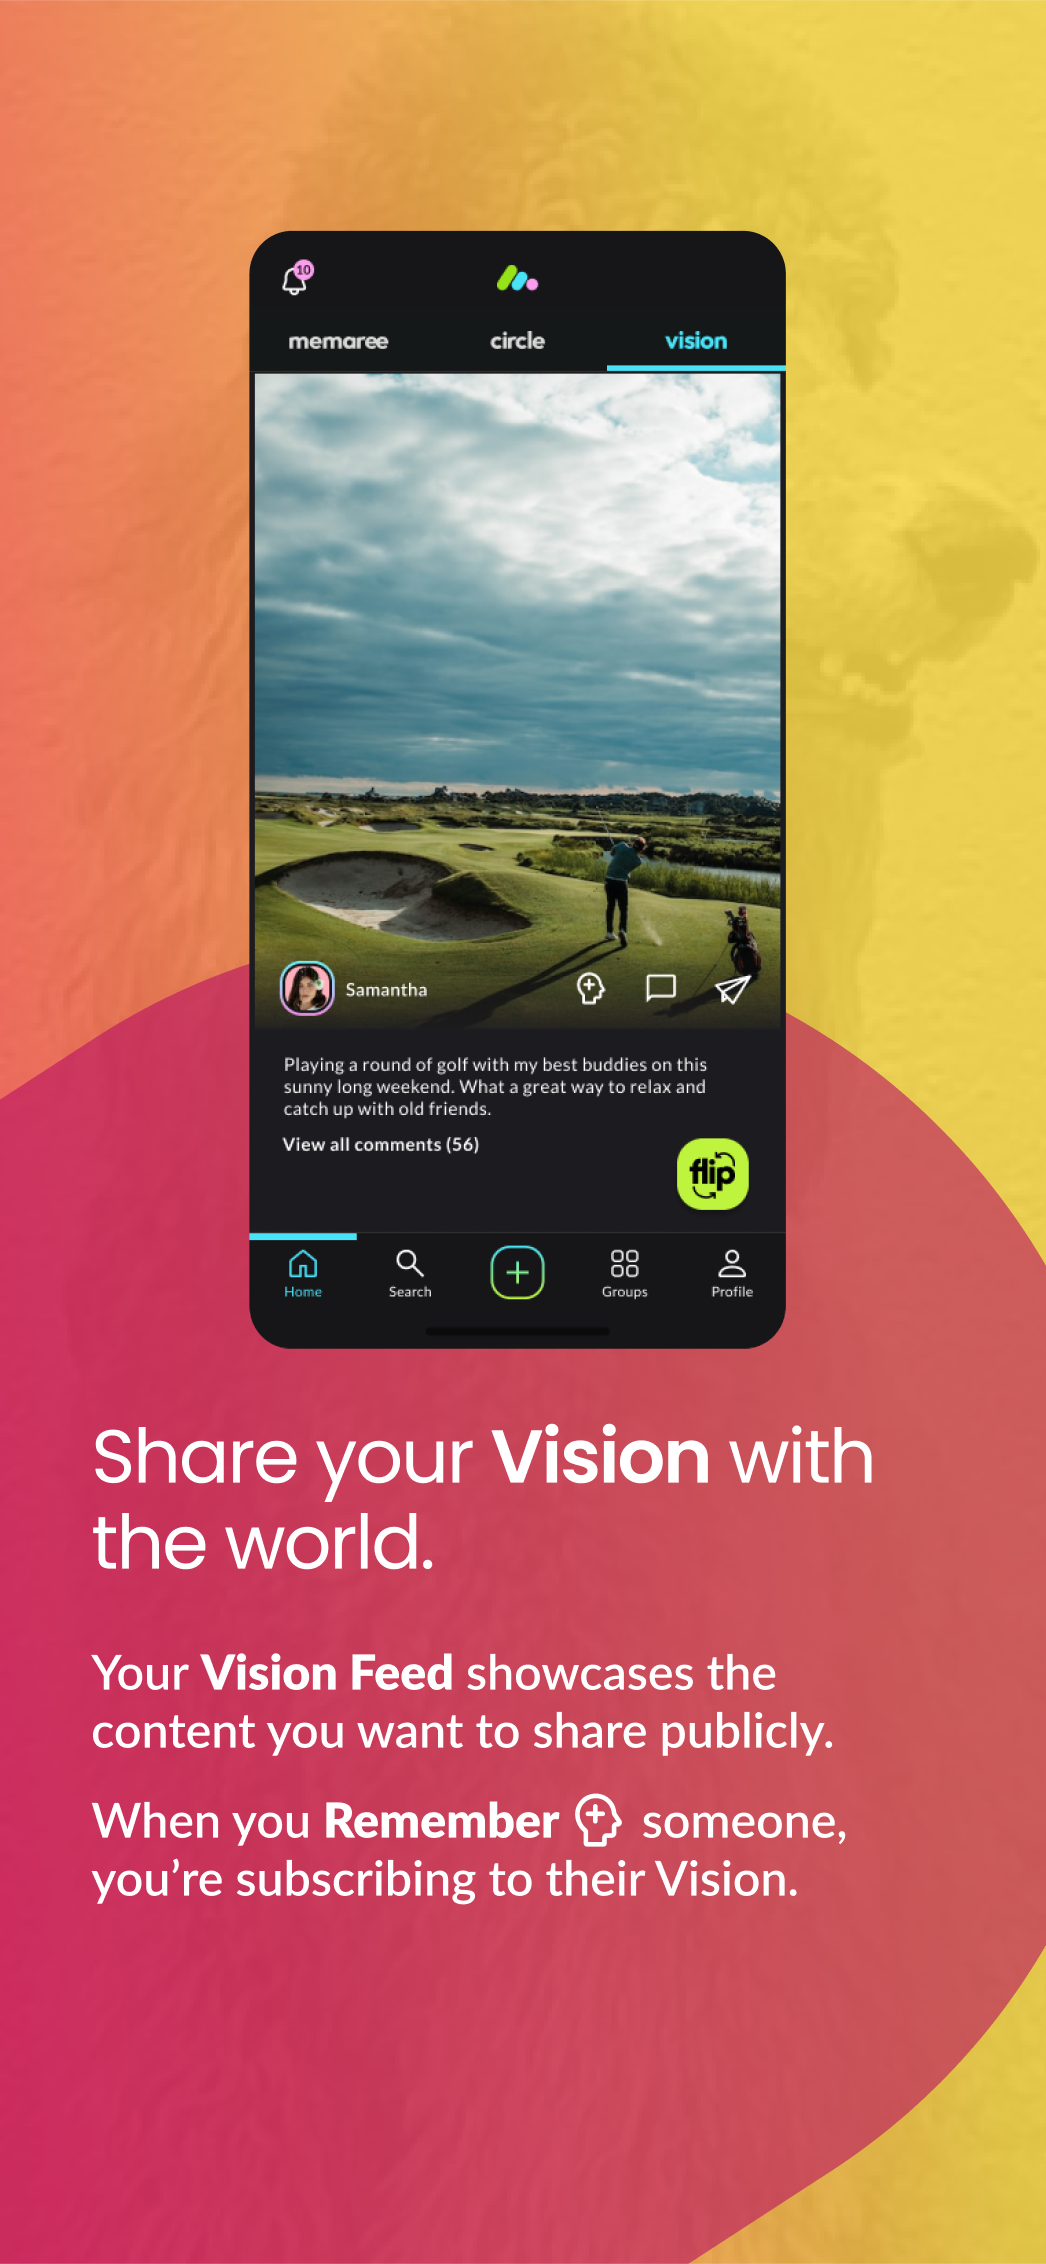 10
memaree circle vision
Samantha
Playing a round of golf with my best buddies on this
sunny long weekend. What a great way to relax and
catch up with old friends.
View all comments (56)
flip
Home Search Groups Profile
Share your Vision with
the world.
Your Vision Feed showcases the
content you want to share publicly.
When you Remember someone,
you’re subscribing to their Vision.